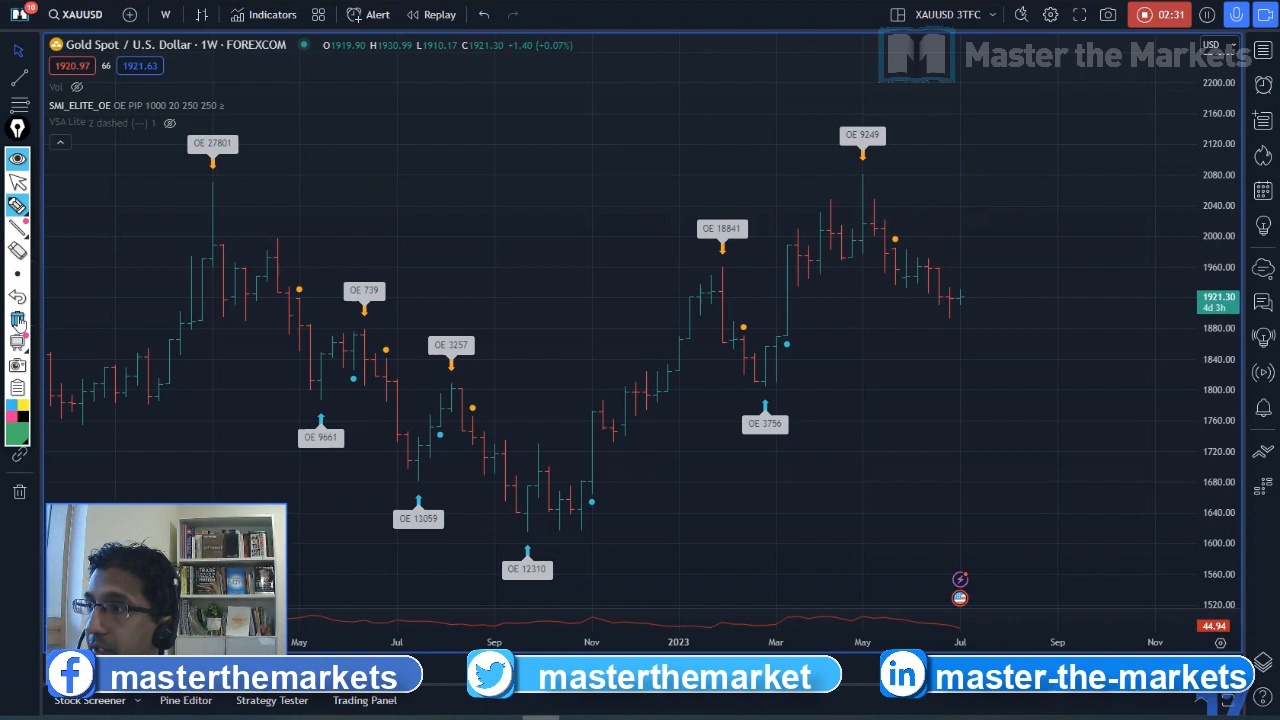 10
XAUUSD
W
Indicators
Alert
Replay
XAUUSD 3TFC
02:31
Master the Markets
Gold Spot / U.S. Dollar · 1W · FOREXCOM
O1919.90 H1930.99 L1910.17 C1921.30 +1.40 (+0.07%)
USD
1920.97 66 1921.63
Vol
SMI_ELITE_OE OE PIP 1000 20 250 250 ≥
VSA Lite 2 dashed (---) 1
OE 27801
OE 9249
OE 18841
OE 739
OE 3257
OE 9661
OE 3756
OE 13059
OE 12310
2200.00
2160.00
2120.00
2080.00
2040.00
2000.00
1960.00
1921.30
4d 3h
1880.00
1840.00
1800.00
1760.00
1720.00
1680.00
1640.00
1600.00
1560.00
1520.00
44.94
May Jul Sep Nov 2023 Mar May Jul Sep Nov
masterthemarkets
masterthemarket
master-the-markets
Stock Screener Pine Editor Strategy Tester Trading Panel